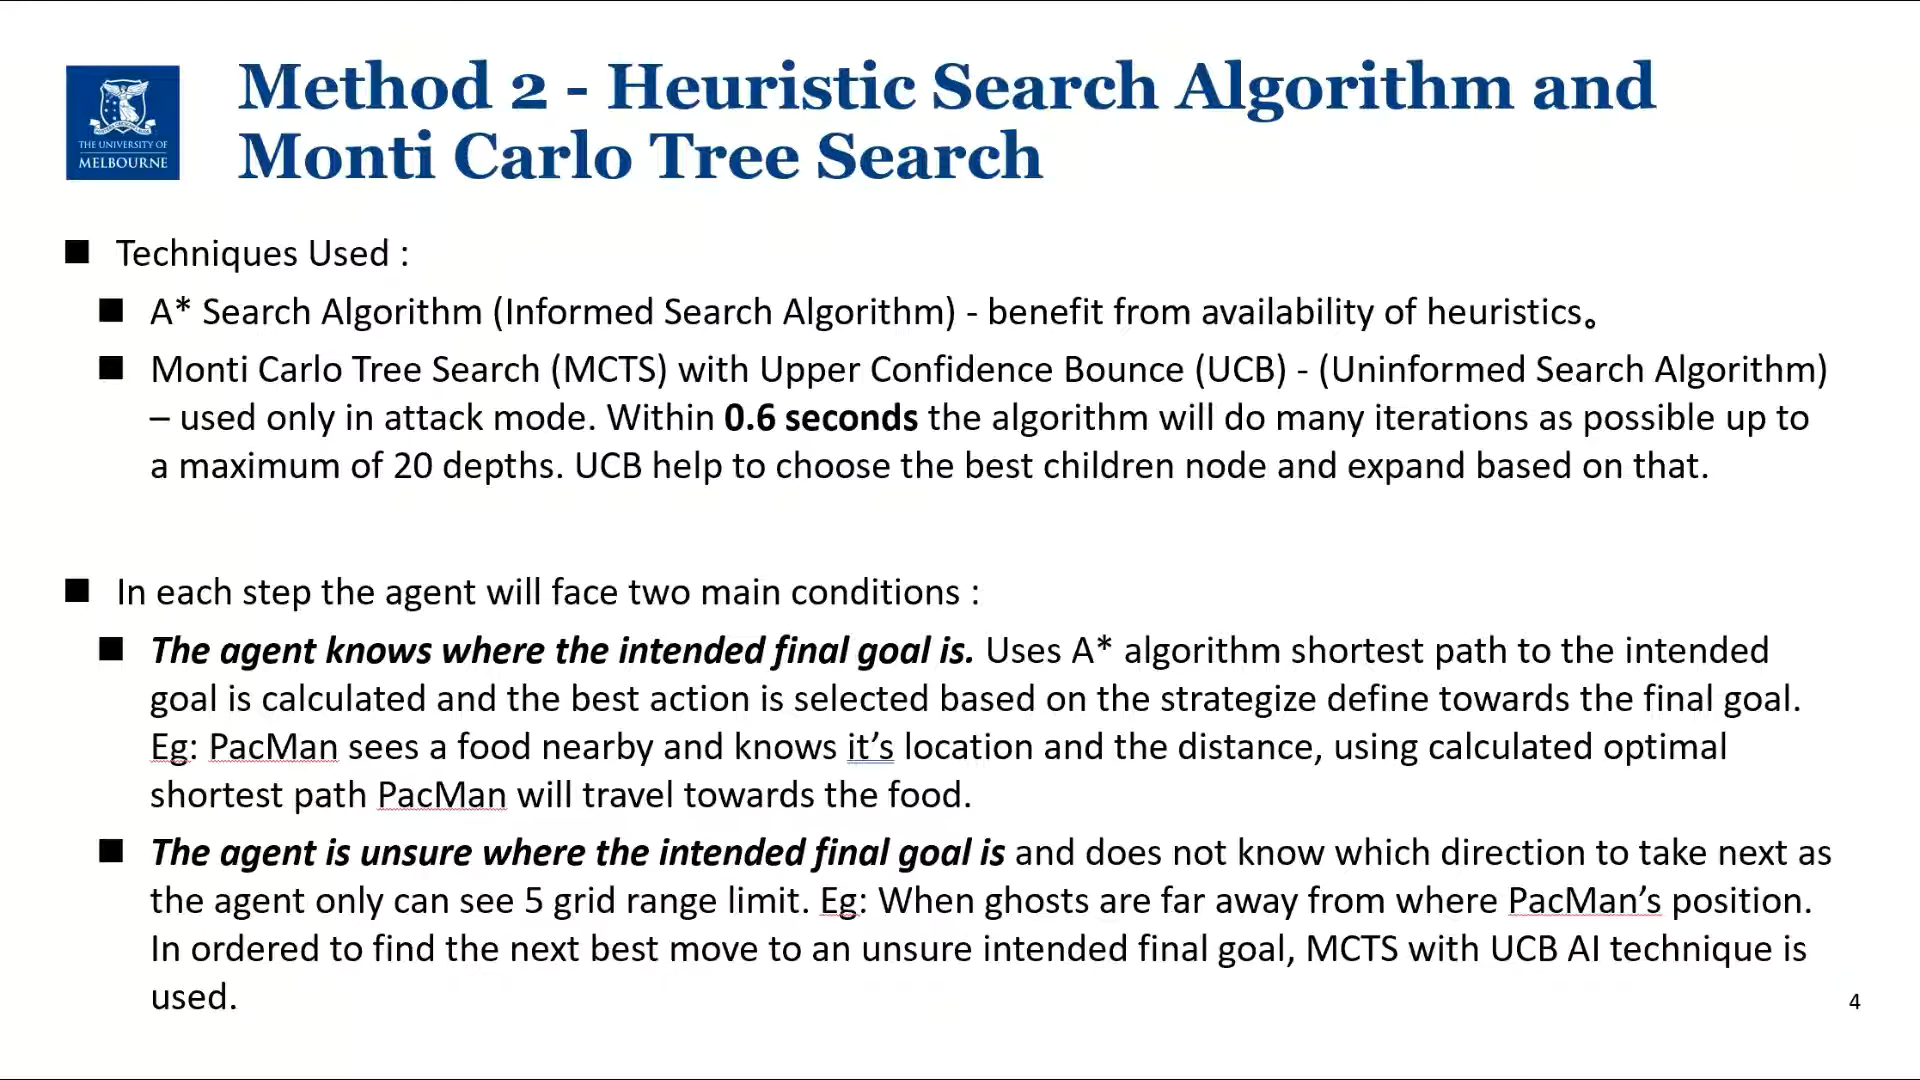 THE UNIVERSITY OF
MELBOURNE
Method 2 - Heuristic Search Algorithm and
Monti Carlo Tree Search
Techniques Used :
A* Search Algorithm (Informed Search Algorithm) - benefit from availability of heuristics。
Monti Carlo Tree Search (MCTS) with Upper Confidence Bounce (UCB) - (Uninformed Search Algorithm)
– used only in attack mode. Within 0.6 seconds the algorithm will do many iterations as possible up to
a maximum of 20 depths. UCB help to choose the best children node and expand based on that.
In each step the agent will face two main conditions :
The agent knows where the intended final goal is. Uses A* algorithm shortest path to the intended
goal is calculated and the best action is selected based on the strategize define towards the final goal.
Eg: PacMan sees a food nearby and knows it’s location and the distance, using calculated optimal
shortest path PacMan will travel towards the food.
The agent is unsure where the intended final goal is and does not know which direction to take next as
the agent only can see 5 grid range limit. Eg: When ghosts are far away from where PacMan’s position.
In ordered to find the next best move to an unsure intended final goal, MCTS with UCB AI technique is
used.
4